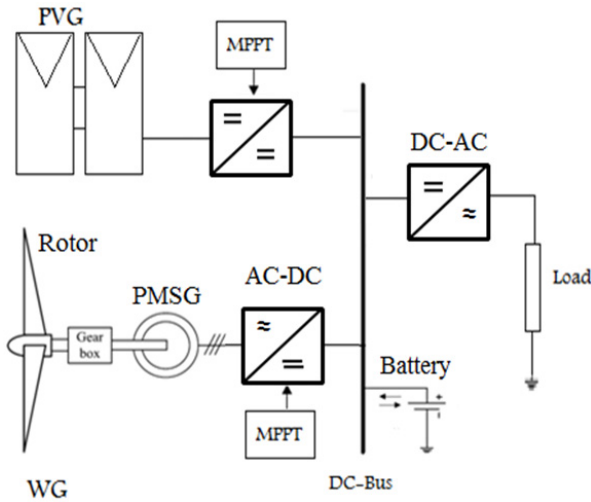 PVG
MPPT
DC-AC
Rotor
PMSG
AC-DC
Gear
box
Load
Battery
MPPT
WG
DC-Bus